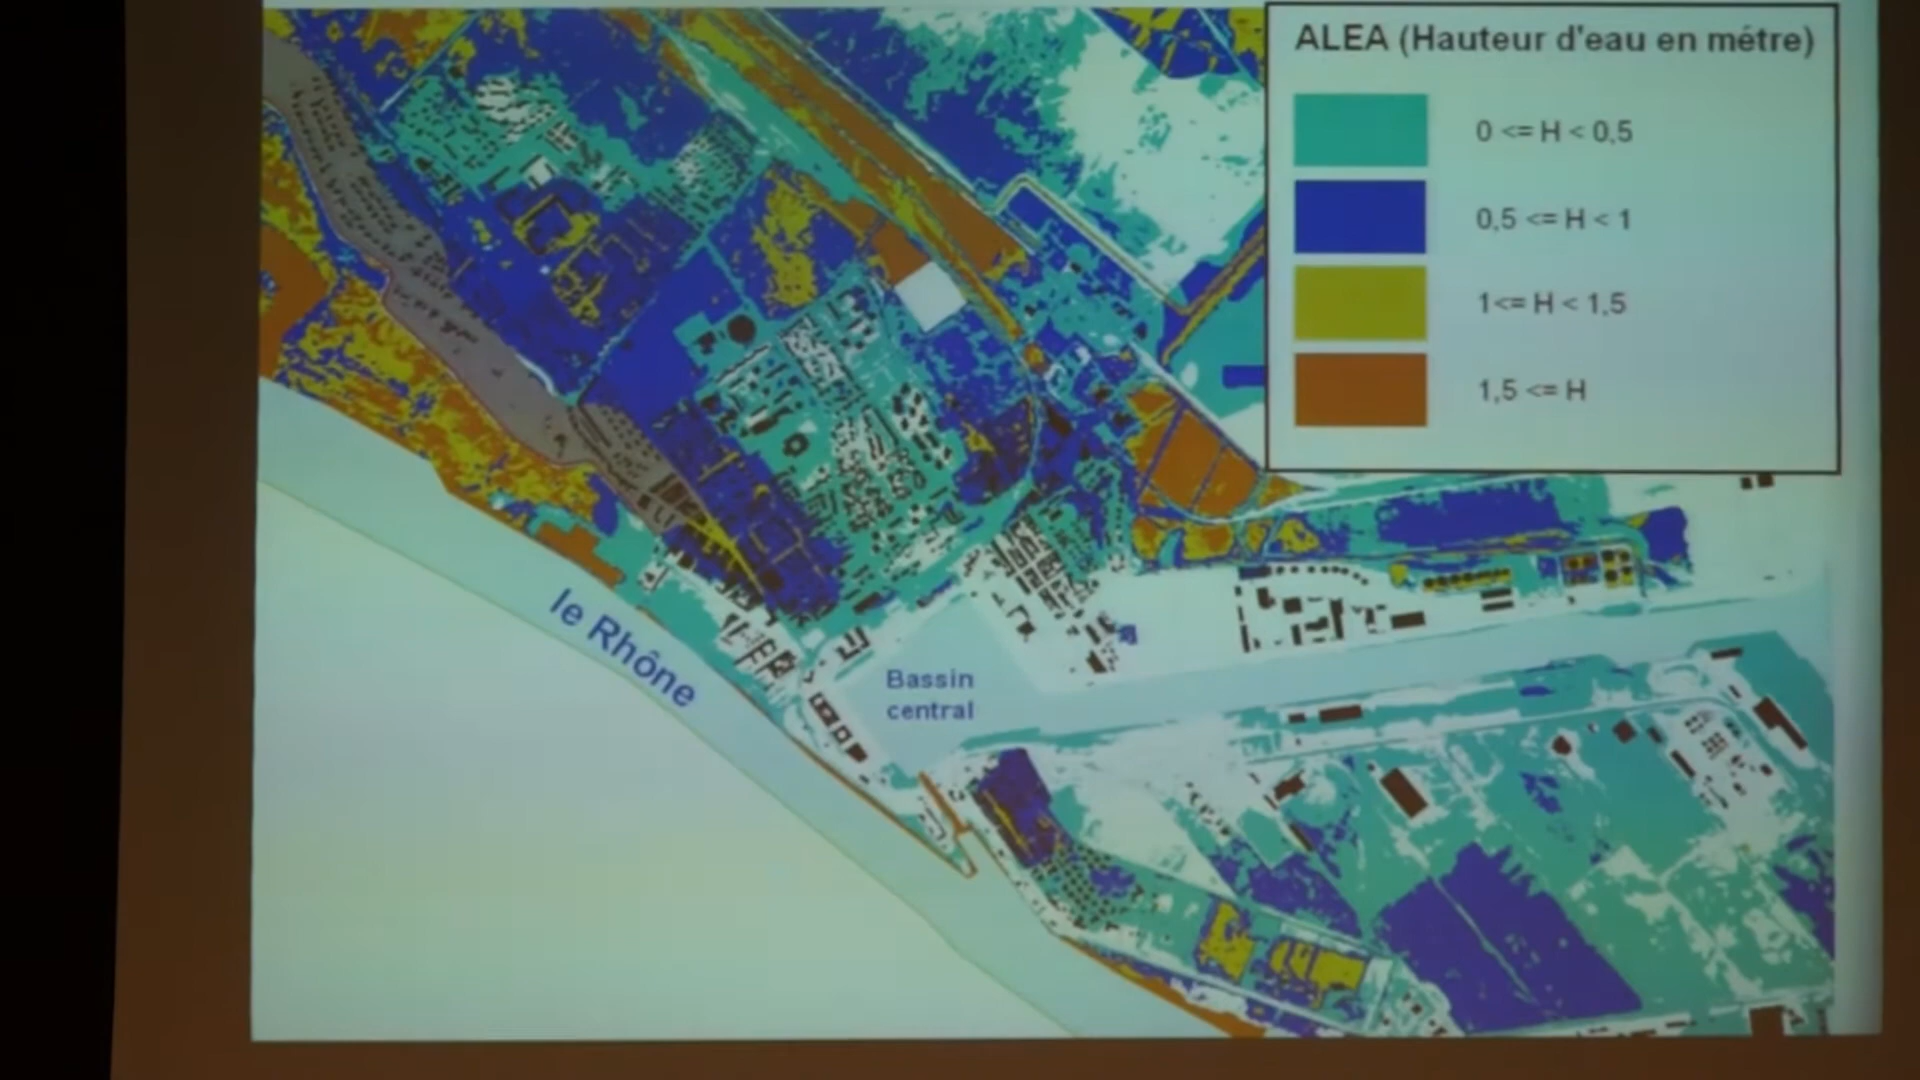 ALEA (Hauteur d'eau en métre)
0 <= H < 0,5
0,5 <= H < 1
1<= H < 1,5
1,5 <= H
le Rhône
Bassin
central